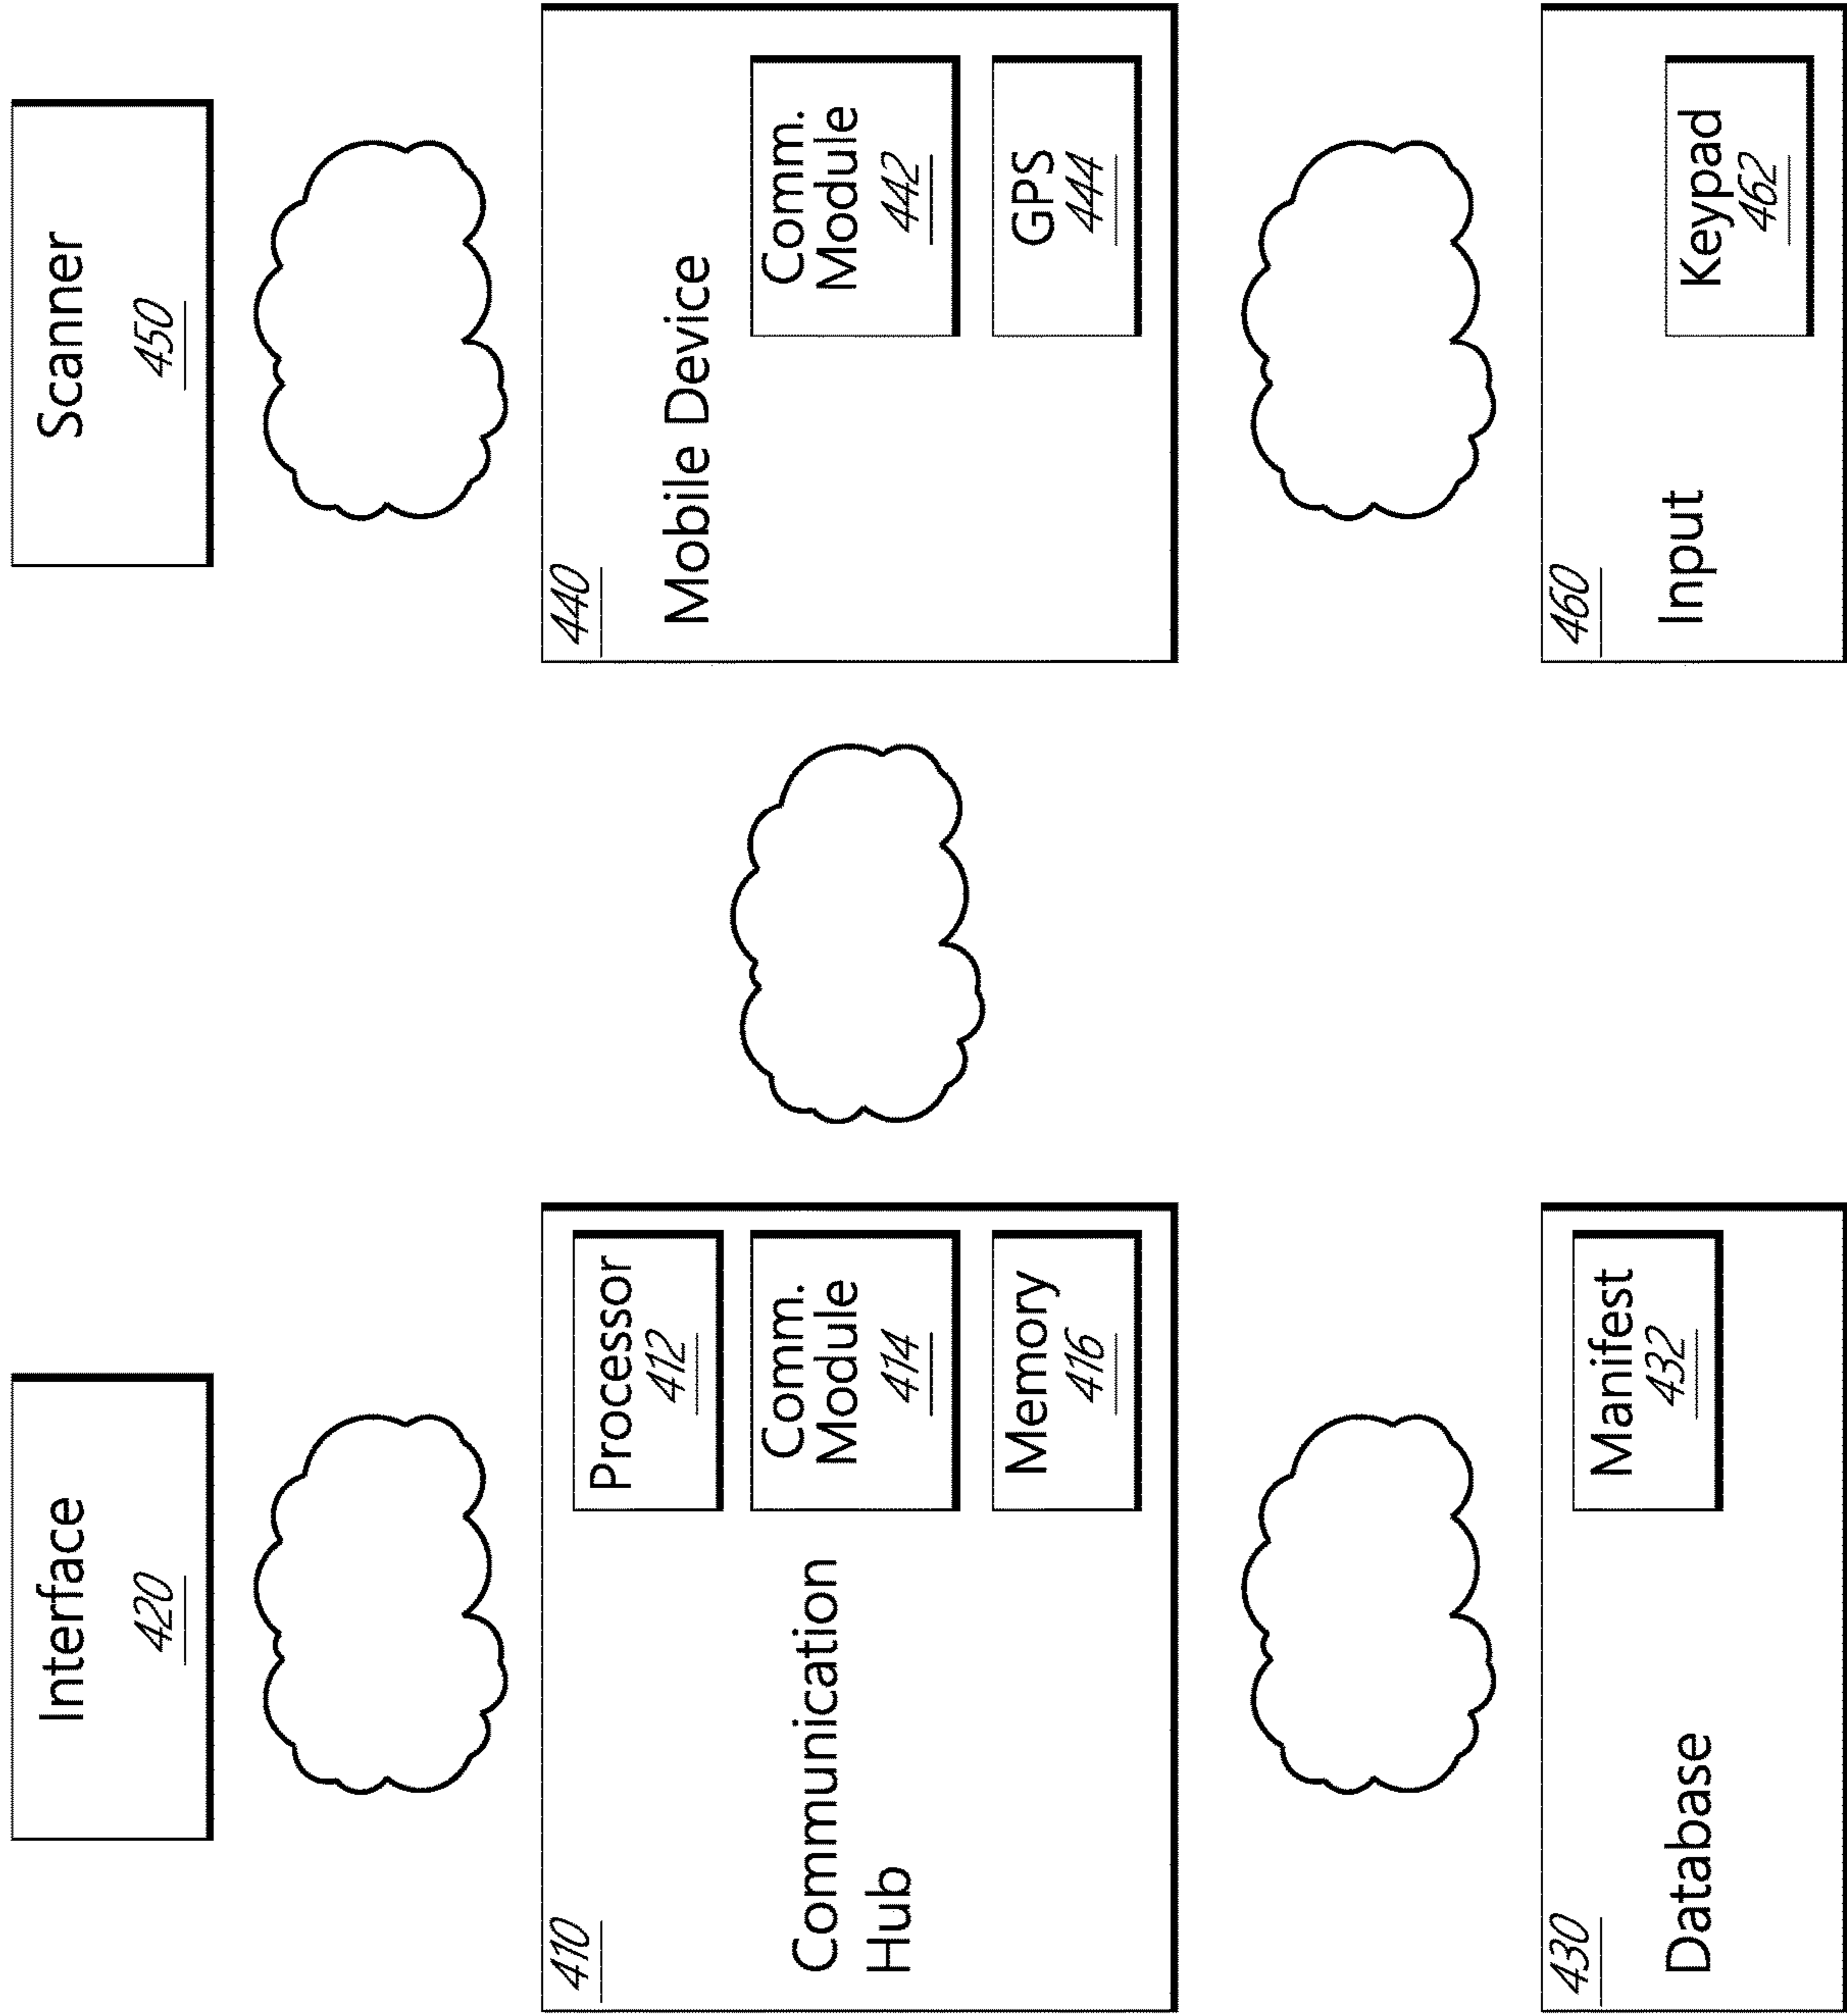 Interface
420
Scanner
450
410
Communication
Hub
Processor
412
Comm.
Module
414
Memory
416
440
Mobile Device
Comm.
Module
442
GPS
444
430
Database
Manifest
432
460
Input
Keypad
462